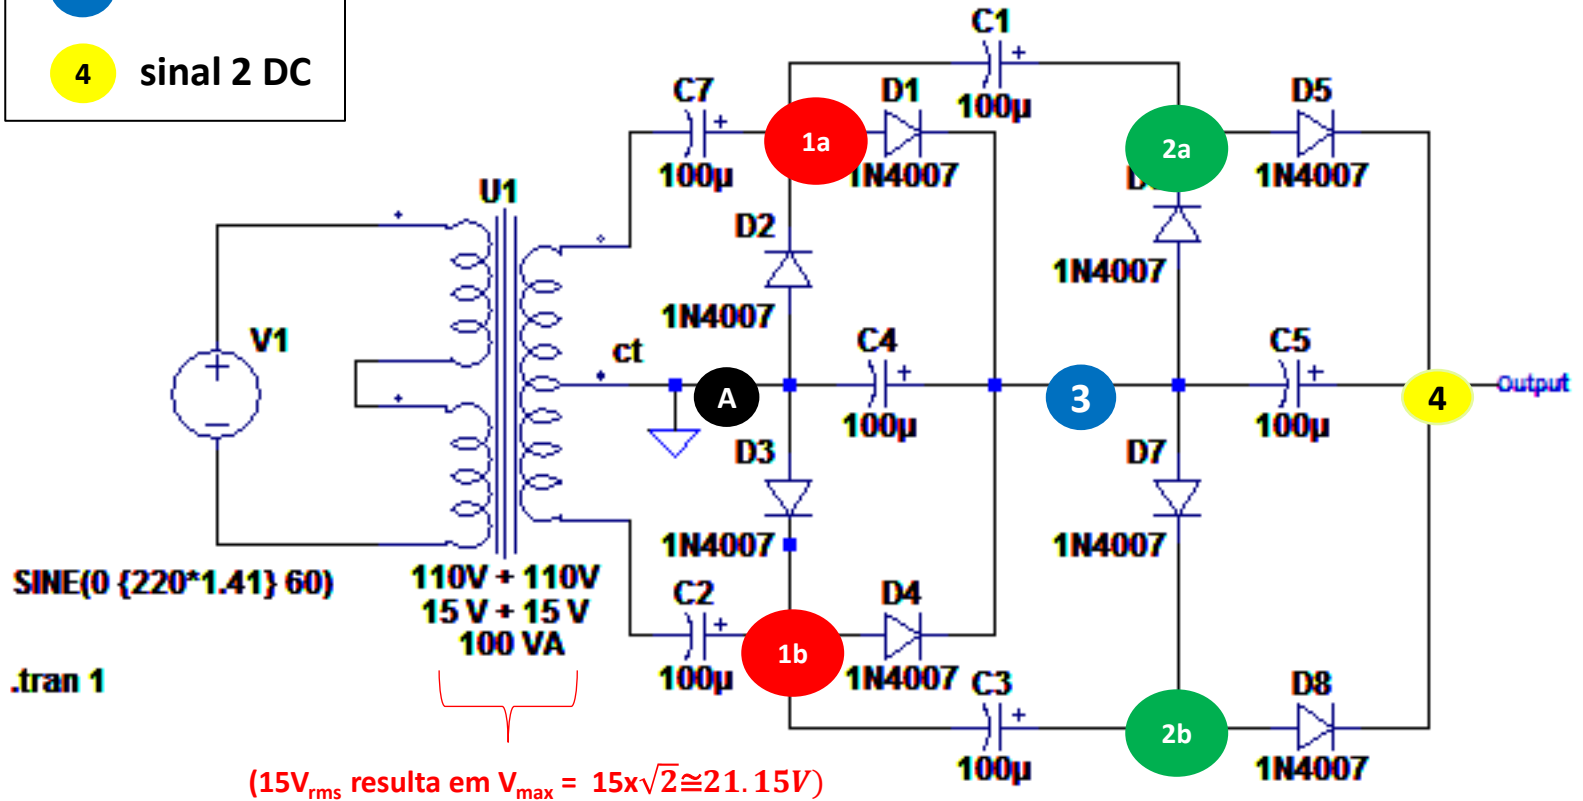 4 sinal 2 DC
C1
+
100µ
C7
+
100µ
1a
D1
1N4007
2a
D5
1N4007
U1
D2
1N4007
1N4007
V1
ct
A
C4
+
100µ
3
C5
+
100µ
4
Output
D3
1N4007
D7
1N4007
SINE(0 {220*1.41} 60)
110V + 110V
15 V + 15 V
100 VA
C2
+
100µ
1b
D4
1N4007
.tran 1
C3
+
100µ
2b
D8
1N4007
(15Vrms resulta em Vmax = 15x√2≅21.15V)